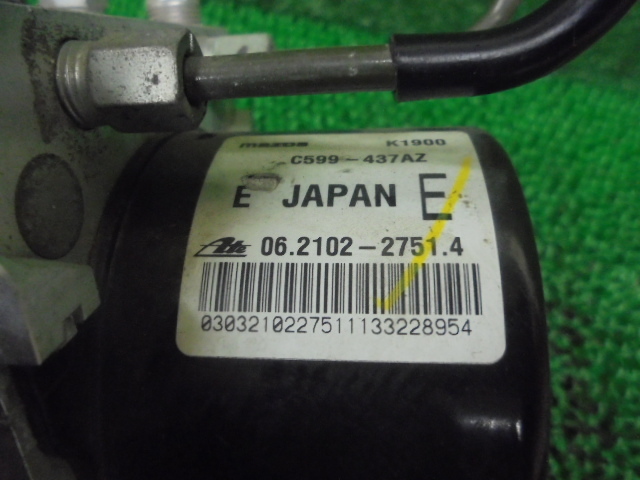 mazda K1900
C599-437AZ
E JAPAN E
Ate 06.2102-2751.4
0303210227511133228954